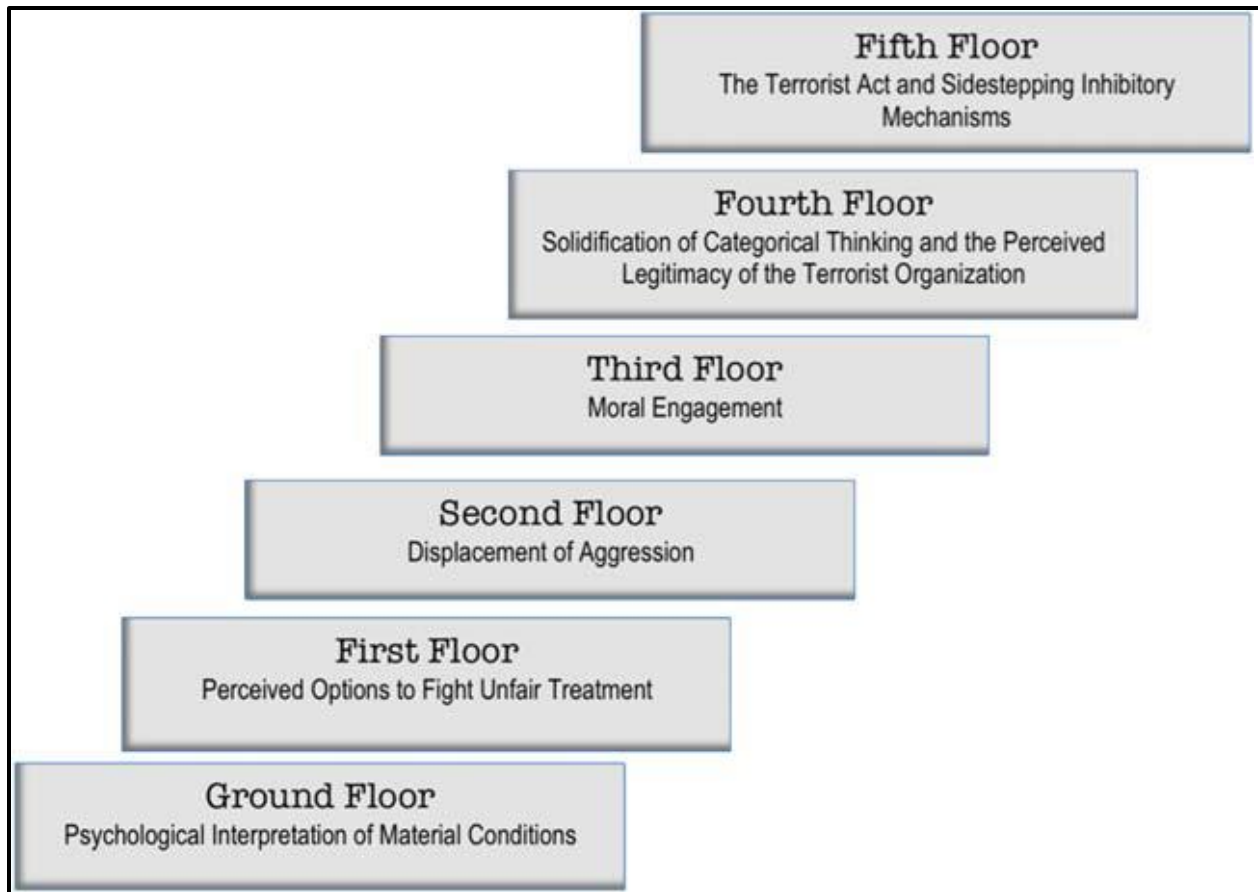 Fifth Floor
The Terrorist Act and Sidestepping Inhibitory
Mechanisms
Fourth Floor
Solidification of Categorical Thinking and the Perceived
Legitimacy of the Terrorist Organization
Third Floor
Moral Engagement
Second Floor
Displacement of Aggression
First Floor
Perceived Options to Fight Unfair Treatment
Ground Floor
Psychological Interpretation of Material Conditions